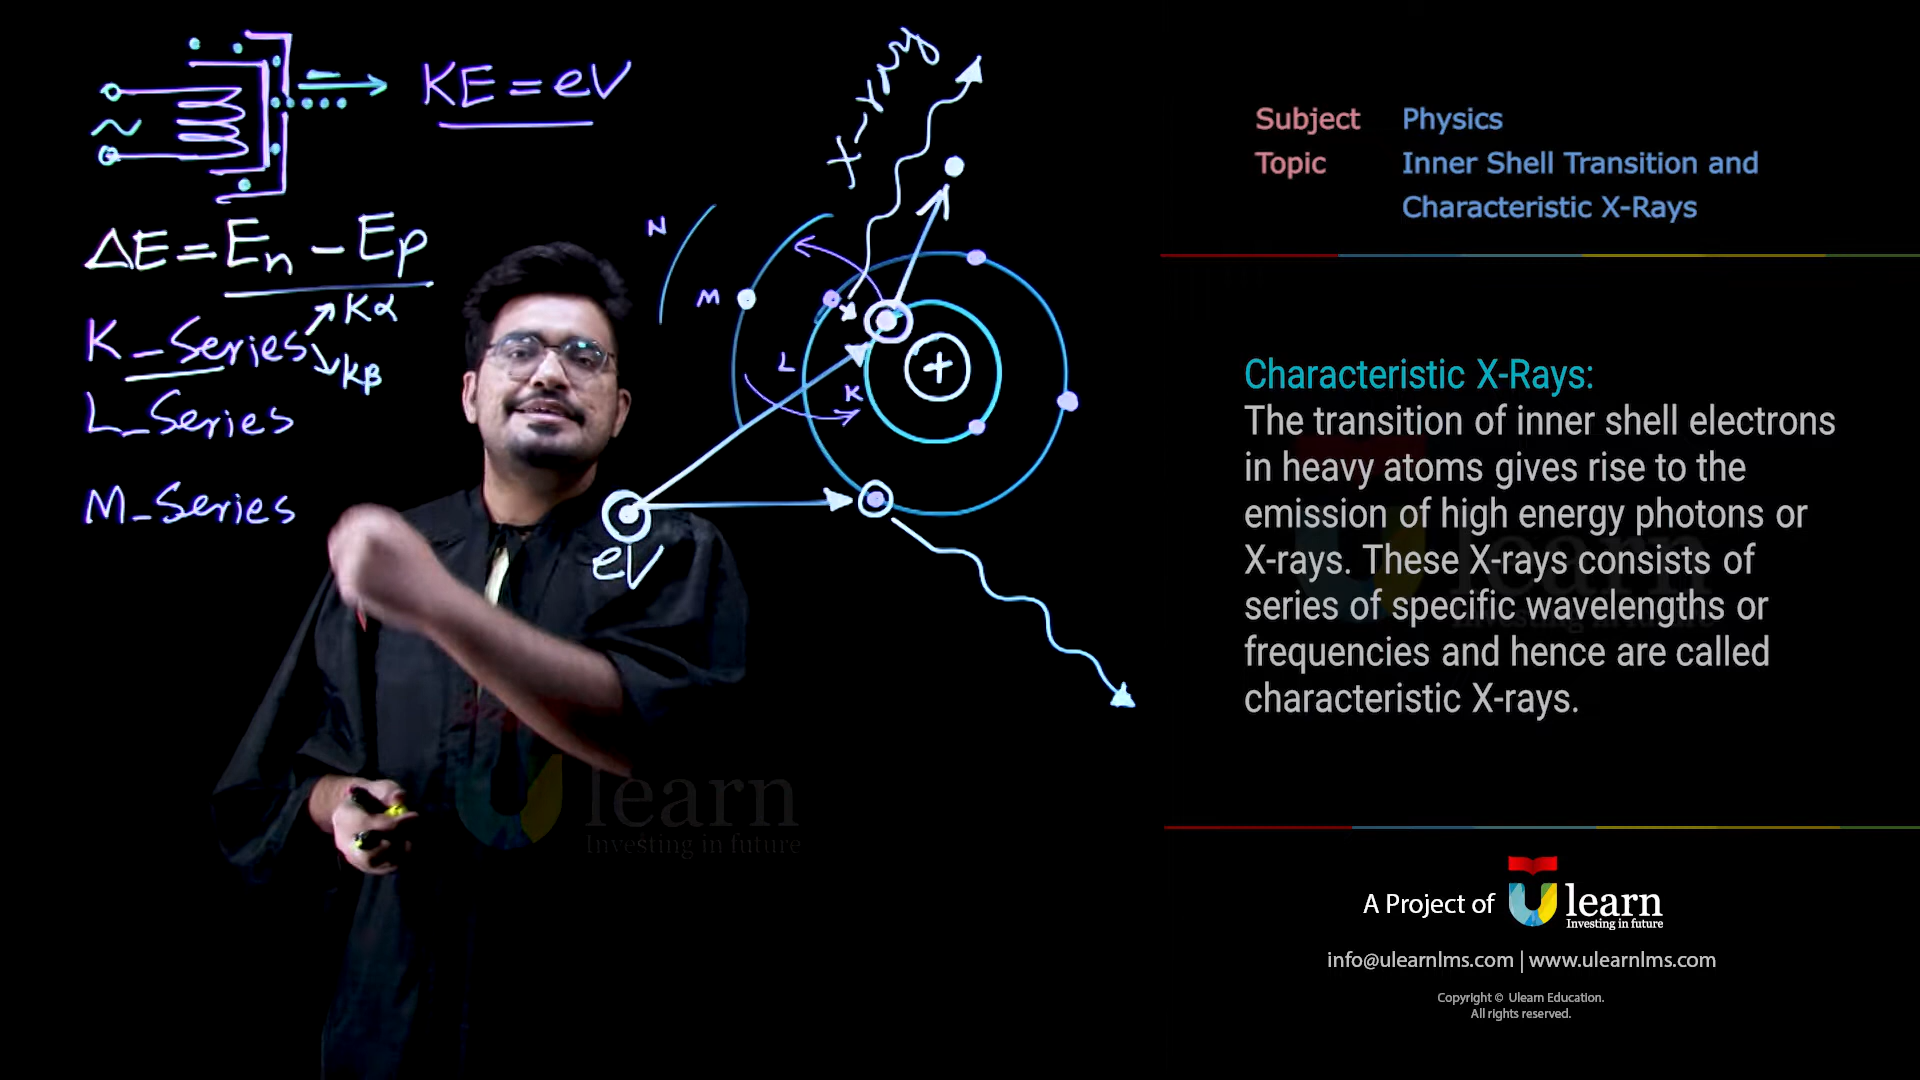 KE = eV
ΔE = En - Ep
K_Series
Kα
Kβ
L_Series
M_Series
X-ray
N
M
L
K
+
eV
Subject Physics
Topic Inner Shell Transition and
Characteristic X-Rays
Characteristic X-Rays:
The transition of inner shell electrons
in heavy atoms gives rise to the
emission of high energy photons or
X-rays. These X-rays consists of
series of specific wavelengths or
frequencies and hence are called
characteristic X-rays.
Ulearn
Investing in future
A Project of Ulearn
Investing in future
info@ulearnlms.com | www.ulearnlms.com
Copyright © Ulearn Education.
All rights reserved.